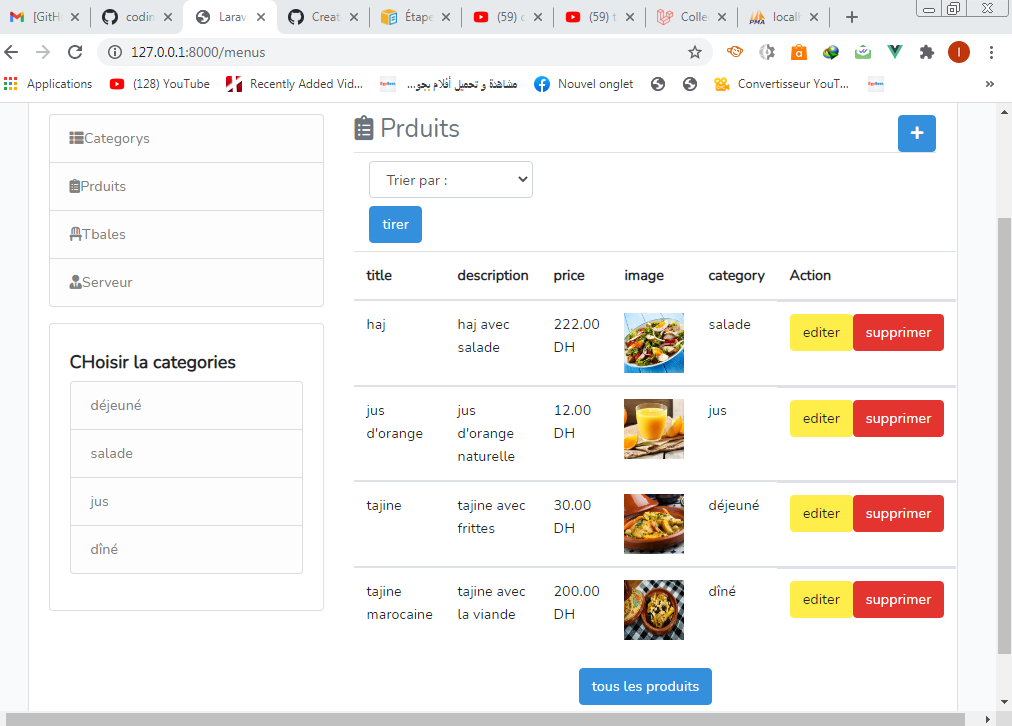 [GitH
codin
Larav
Creat
Étape
(59) c
(59) t
Colle
locall
127.0.0.1:8000/menus
Applications
(128) YouTube
Recently Added Vid...
مشاهدة و تحميل أفلام بجو...
Nouvel onglet
Convertisseur YouT...
»
Categorys
Prduits
Tbales
Serveur
CHoisir la categories
déjeuné
salade
jus
dîné
Prduits
+
Trier par :
tirer
title description price image category Action
haj haj avec 222.00 salade editer supprimer
salade DH
jus jus 12.00 jus editer supprimer
d'orange d'orange DH
naturelle
tajine tajine avec 30.00 déjeuné editer supprimer
frittes DH
tajine tajine avec 200.00 dîné editer supprimer
marocaine la viande DH
tous les produits